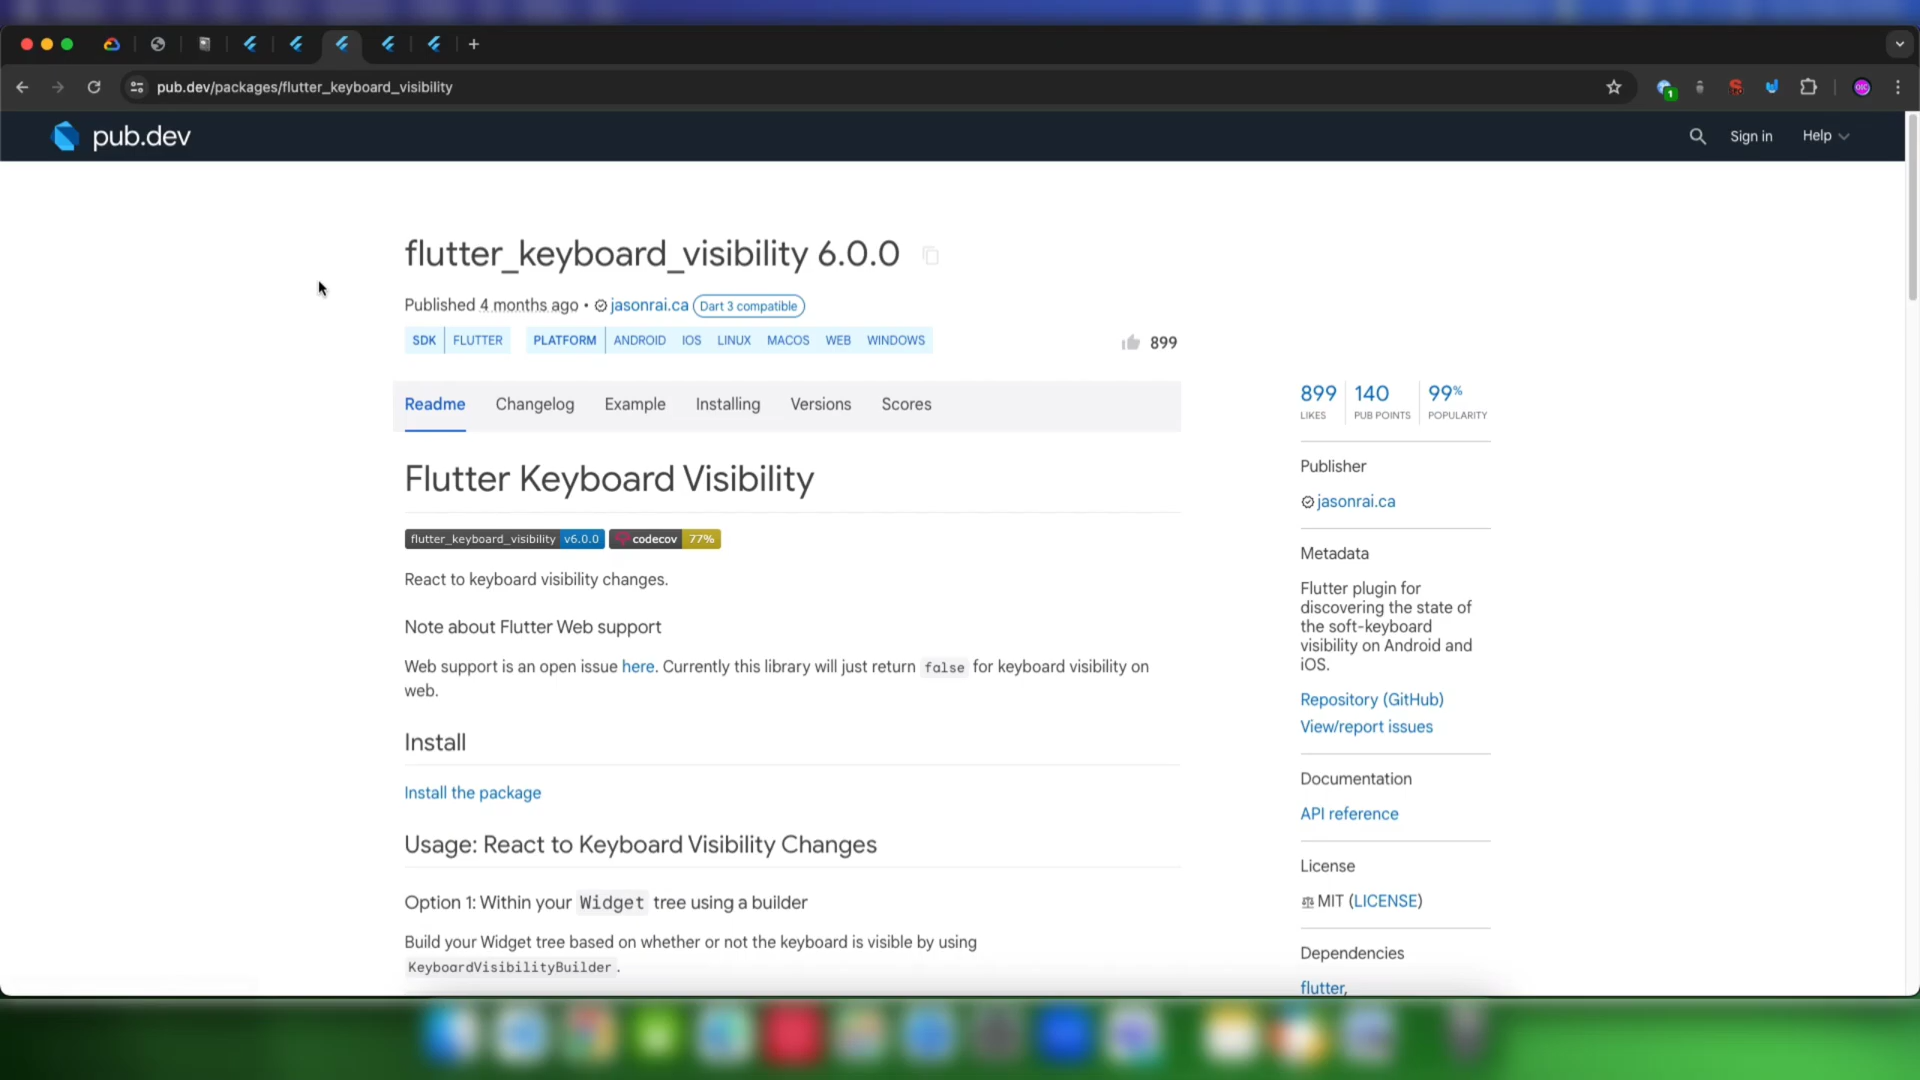 pub.dev/packages/flutter_keyboard_visibility
1
pub.dev
Sign in
Help
flutter_keyboard_visibility 6.0.0
Published 4 months ago • jasonrai.ca Dart 3 compatible
SDK FLUTTER PLATFORM ANDROID IOS LINUX MACOS WEB WINDOWS
899
Readme Changelog Example Installing Versions Scores
Flutter Keyboard Visibility
flutter_keyboard_visibility v6.0.0 codecov 77%
React to keyboard visibility changes.
Note about Flutter Web support
Web support is an open issue here. Currently this library will just return false for keyboard visibility on
web.
Install
Install the package
Usage: React to Keyboard Visibility Changes
Option 1: Within your Widget tree using a builder
Build your Widget tree based on whether or not the keyboard is visible by using
KeyboardVisibilityBuilder .
899 140 99%
LIKES PUB POINTS POPULARITY
Publisher
jasonrai.ca
Metadata
Flutter plugin for
discovering the state of
the soft-keyboard
visibility on Android and
iOS.
Repository (GitHub)
View/report issues
Documentation
API reference
License
MIT (LICENSE)
Dependencies
flutter,